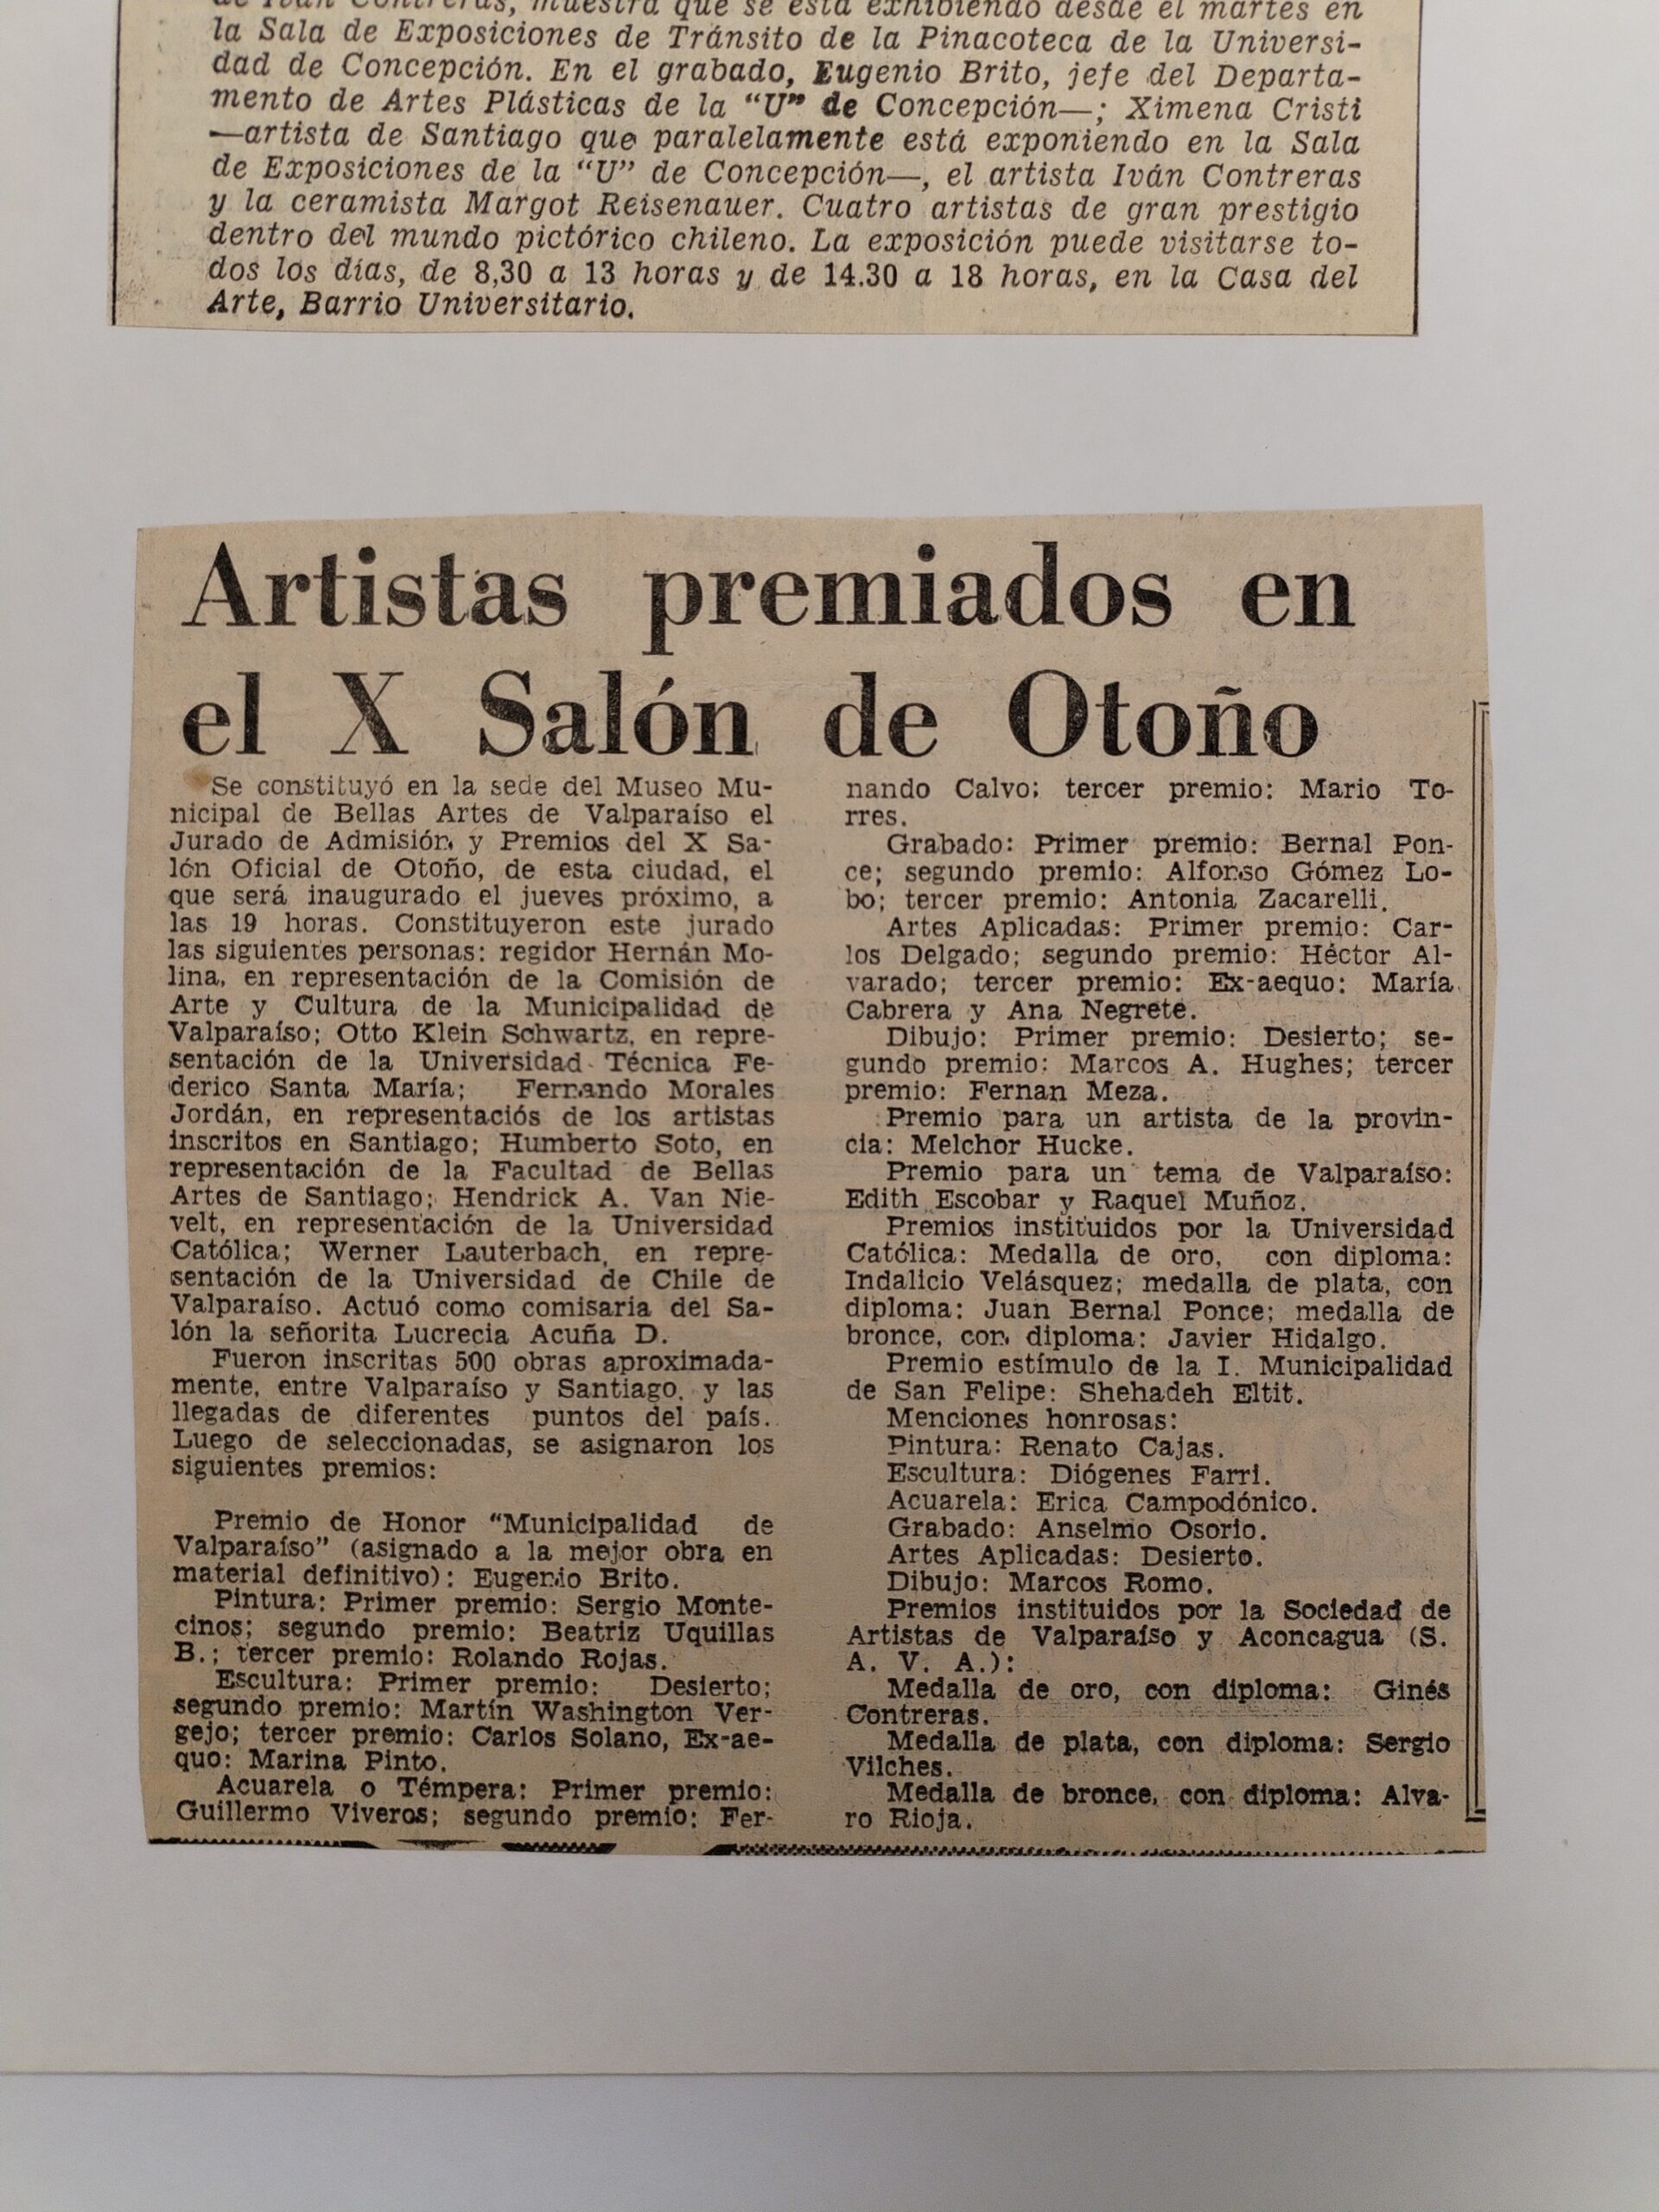 de Iván Contreras, muestra que se está exhibiendo desde el martes en
la Sala de Exposiciones de Tránsito de la Pinacoteca de la Universi-
dad de Concepción. En el grabado, Eugenio Brito, jefe del Departa-
mento de Artes Plásticas de la “U” de Concepción—; Ximena Cristi
—artista de Santiago que paralelamente está exponiendo en la Sala
de Exposiciones de la “U” de Concepción—, el artista Iván Contreras
y la ceramista Margot Reisenauer. Cuatro artistas de gran prestigio
dentro del mundo pictórico chileno. La exposición puede visitarse to-
dos los días, de 8,30 a 13 horas y de 14.30 a 18 horas, en la Casa del
Arte, Barrio Universitario.
Artistas premiados en
el X Salón de Otoño
Se constituyó en la sede del Museo Mu-
nicipal de Bellas Artes de Valparaíso el
Jurado de Admisión y Premios del X Sa-
lón Oficial de Otoño, de esta ciudad, el
que será inaugurado el jueves próximo, a
las 19 horas. Constituyeron este jurado
las siguientes personas: regidor Hernán Mo-
lina, en representación de la Comisión de
Arte y Cultura de la Municipalidad de
Valparaíso; Otto Klein Schwartz, en repre-
sentación de la Universidad Técnica Fe-
derico Santa María; Fernando Morales
Jordán, en representaciós de los artistas
inscritos en Santiago; Humberto Soto, en
representación de la Facultad de Bellas
Artes de Santiago; Hendrick A. Van Nie-
velt, en representación de la Universidad
Católica; Werner Lauterbach, en repre-
sentación de la Universidad de Chile de
Valparaíso. Actuó como comisaria del Sa-
lón la señorita Lucrecia Acuña D.
Fueron inscritas 500 obras aproximada-
mente, entre Valparaíso y Santiago, y las
llegadas de diferentes puntos del país.
Luego de seleccionadas, se asignaron los
siguientes premios:
Premio de Honor “Municipalidad de
Valparaíso” (asignado a la mejor obra en
material definitivo): Eugenio Brito.
Pintura: Primer premio: Sergio Monte-
cinos; segundo premio: Beatriz Uquillas
B.; tercer premio: Rolando Rojas.
Escultura: Primer premio: Desierto;
segundo premio: Martín Washington Ver-
gejo; tercer premio: Carlos Solano, Ex-ae-
quo: Marina Pinto.
Acuarela o Témpera: Primer premio:
Guillermo Viveros; segundo premio: Fer-
nando Calvo; tercer premio: Mario To-
rres.
Grabado: Primer premio: Bernal Pon-
ce; segundo premio: Alfonso Gómez Lo-
bo; tercer premio: Antonia Zacarelli.
Artes Aplicadas: Primer premio: Car-
los Delgado; segundo premio: Héctor Al-
varado; tercer premio: Ex-aequo: María
Cabrera y Ana Negrete.
Dibujo: Primer premio: Desierto; se-
gundo premio: Marcos A. Hughes; tercer
premio: Fernan Meza.
Premio para un artista de la provin-
cia: Melchor Hucke.
Premio para un tema de Valparaíso:
Edith Escobar y Raquel Muñoz.
Premios instituidos por la Universidad
Católica: Medalla de oro, con diploma:
Indalicio Velásquez; medalla de plata, con
diploma: Juan Bernal Ponce; medalla de
bronce, con diploma: Javier Hidalgo.
Premio estímulo de la I. Municipalidad
de San Felipe: Shehadeh Eltit.
Menciones honrosas:
Pintura: Renato Cajas.
Escultura: Diógenes Farri.
Acuarela: Erica Campodónico.
Grabado: Anselmo Osorio.
Artes Aplicadas: Desierto.
Dibujo: Marcos Romo.
Premios instituidos por la Sociedad de
Artistas de Valparaíso y Aconcagua (S.
A. V. A.):
Medalla de oro, con diploma: Ginés
Contreras.
Medalla de plata, con diploma: Sergio
Vilches.
Medalla de bronce, con diploma: Alva-
ro Rioja.